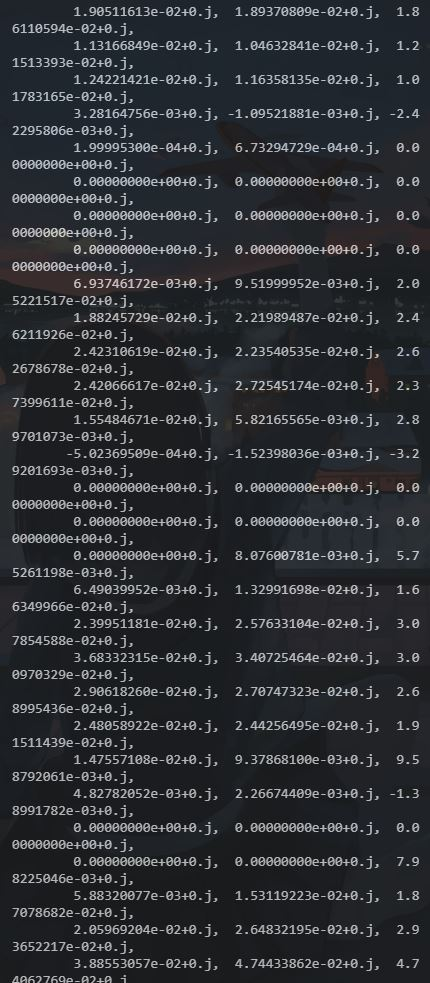 1.90511613e-02+0.j,  1.89370809e-02+0.j,  1.8
6110594e-02+0.j,
1.13166849e-02+0.j,  1.04632841e-02+0.j,  1.2
1513393e-02+0.j,
1.24221421e-02+0.j,  1.16358135e-02+0.j,  1.0
1783165e-02+0.j,
3.28164756e-03+0.j, -1.09521881e-03+0.j, -2.4
2295806e-03+0.j,
1.99995300e-04+0.j,  6.73294729e-04+0.j,  0.0
0000000e+00+0.j,
0.00000000e+00+0.j,  0.00000000e+00+0.j,  0.0
0000000e+00+0.j,
0.00000000e+00+0.j,  0.00000000e+00+0.j,  0.0
0000000e+00+0.j,
0.00000000e+00+0.j,  0.00000000e+00+0.j,  0.0
0000000e+00+0.j,
6.93746172e-03+0.j,  9.51999952e-03+0.j,  2.0
5221517e-02+0.j,
1.88245729e-02+0.j,  2.21989487e-02+0.j,  2.4
6211926e-02+0.j,
2.42310619e-02+0.j,  2.23540535e-02+0.j,  2.6
2678678e-02+0.j,
2.42066617e-02+0.j,  2.72545174e-02+0.j,  2.3
7399611e-02+0.j,
1.55484671e-02+0.j,  5.82165565e-03+0.j,  2.8
9701073e-03+0.j,
-5.02369509e-04+0.j, -1.52398036e-03+0.j, -3.2
9201693e-03+0.j,
0.00000000e+00+0.j,  0.00000000e+00+0.j,  0.0
0000000e+00+0.j,
0.00000000e+00+0.j,  0.00000000e+00+0.j,  0.0
0000000e+00+0.j,
0.00000000e+00+0.j,  8.07600781e-03+0.j,  5.7
5261198e-03+0.j,
6.49039952e-03+0.j,  1.32991698e-02+0.j,  1.6
6349966e-02+0.j,
2.39951181e-02+0.j,  2.57633104e-02+0.j,  3.0
7854588e-02+0.j,
3.68332315e-02+0.j,  3.40725464e-02+0.j,  3.0
0970329e-02+0.j,
2.90618260e-02+0.j,  2.70747323e-02+0.j,  2.6
8995436e-02+0.j,
2.48058922e-02+0.j,  2.44256495e-02+0.j,  1.9
1511439e-02+0.j,
1.47557108e-02+0.j,  9.37868100e-03+0.j,  9.5
8792061e-03+0.j,
4.82782052e-03+0.j,  2.26674409e-03+0.j, -1.3
8991782e-03+0.j,
0.00000000e+00+0.j,  0.00000000e+00+0.j,  0.0
0000000e+00+0.j,
0.00000000e+00+0.j,  0.00000000e+00+0.j,  7.9
8225046e-03+0.j,
5.88320077e-03+0.j,  1.53119223e-02+0.j,  1.8
7078682e-02+0.j,
2.05969204e-02+0.j,  2.64832195e-02+0.j,  2.9
3652217e-02+0.j,
3.88553057e-02+0.j,  4.74433862e-02+0.j,  4.7
4062769e-02+0.j